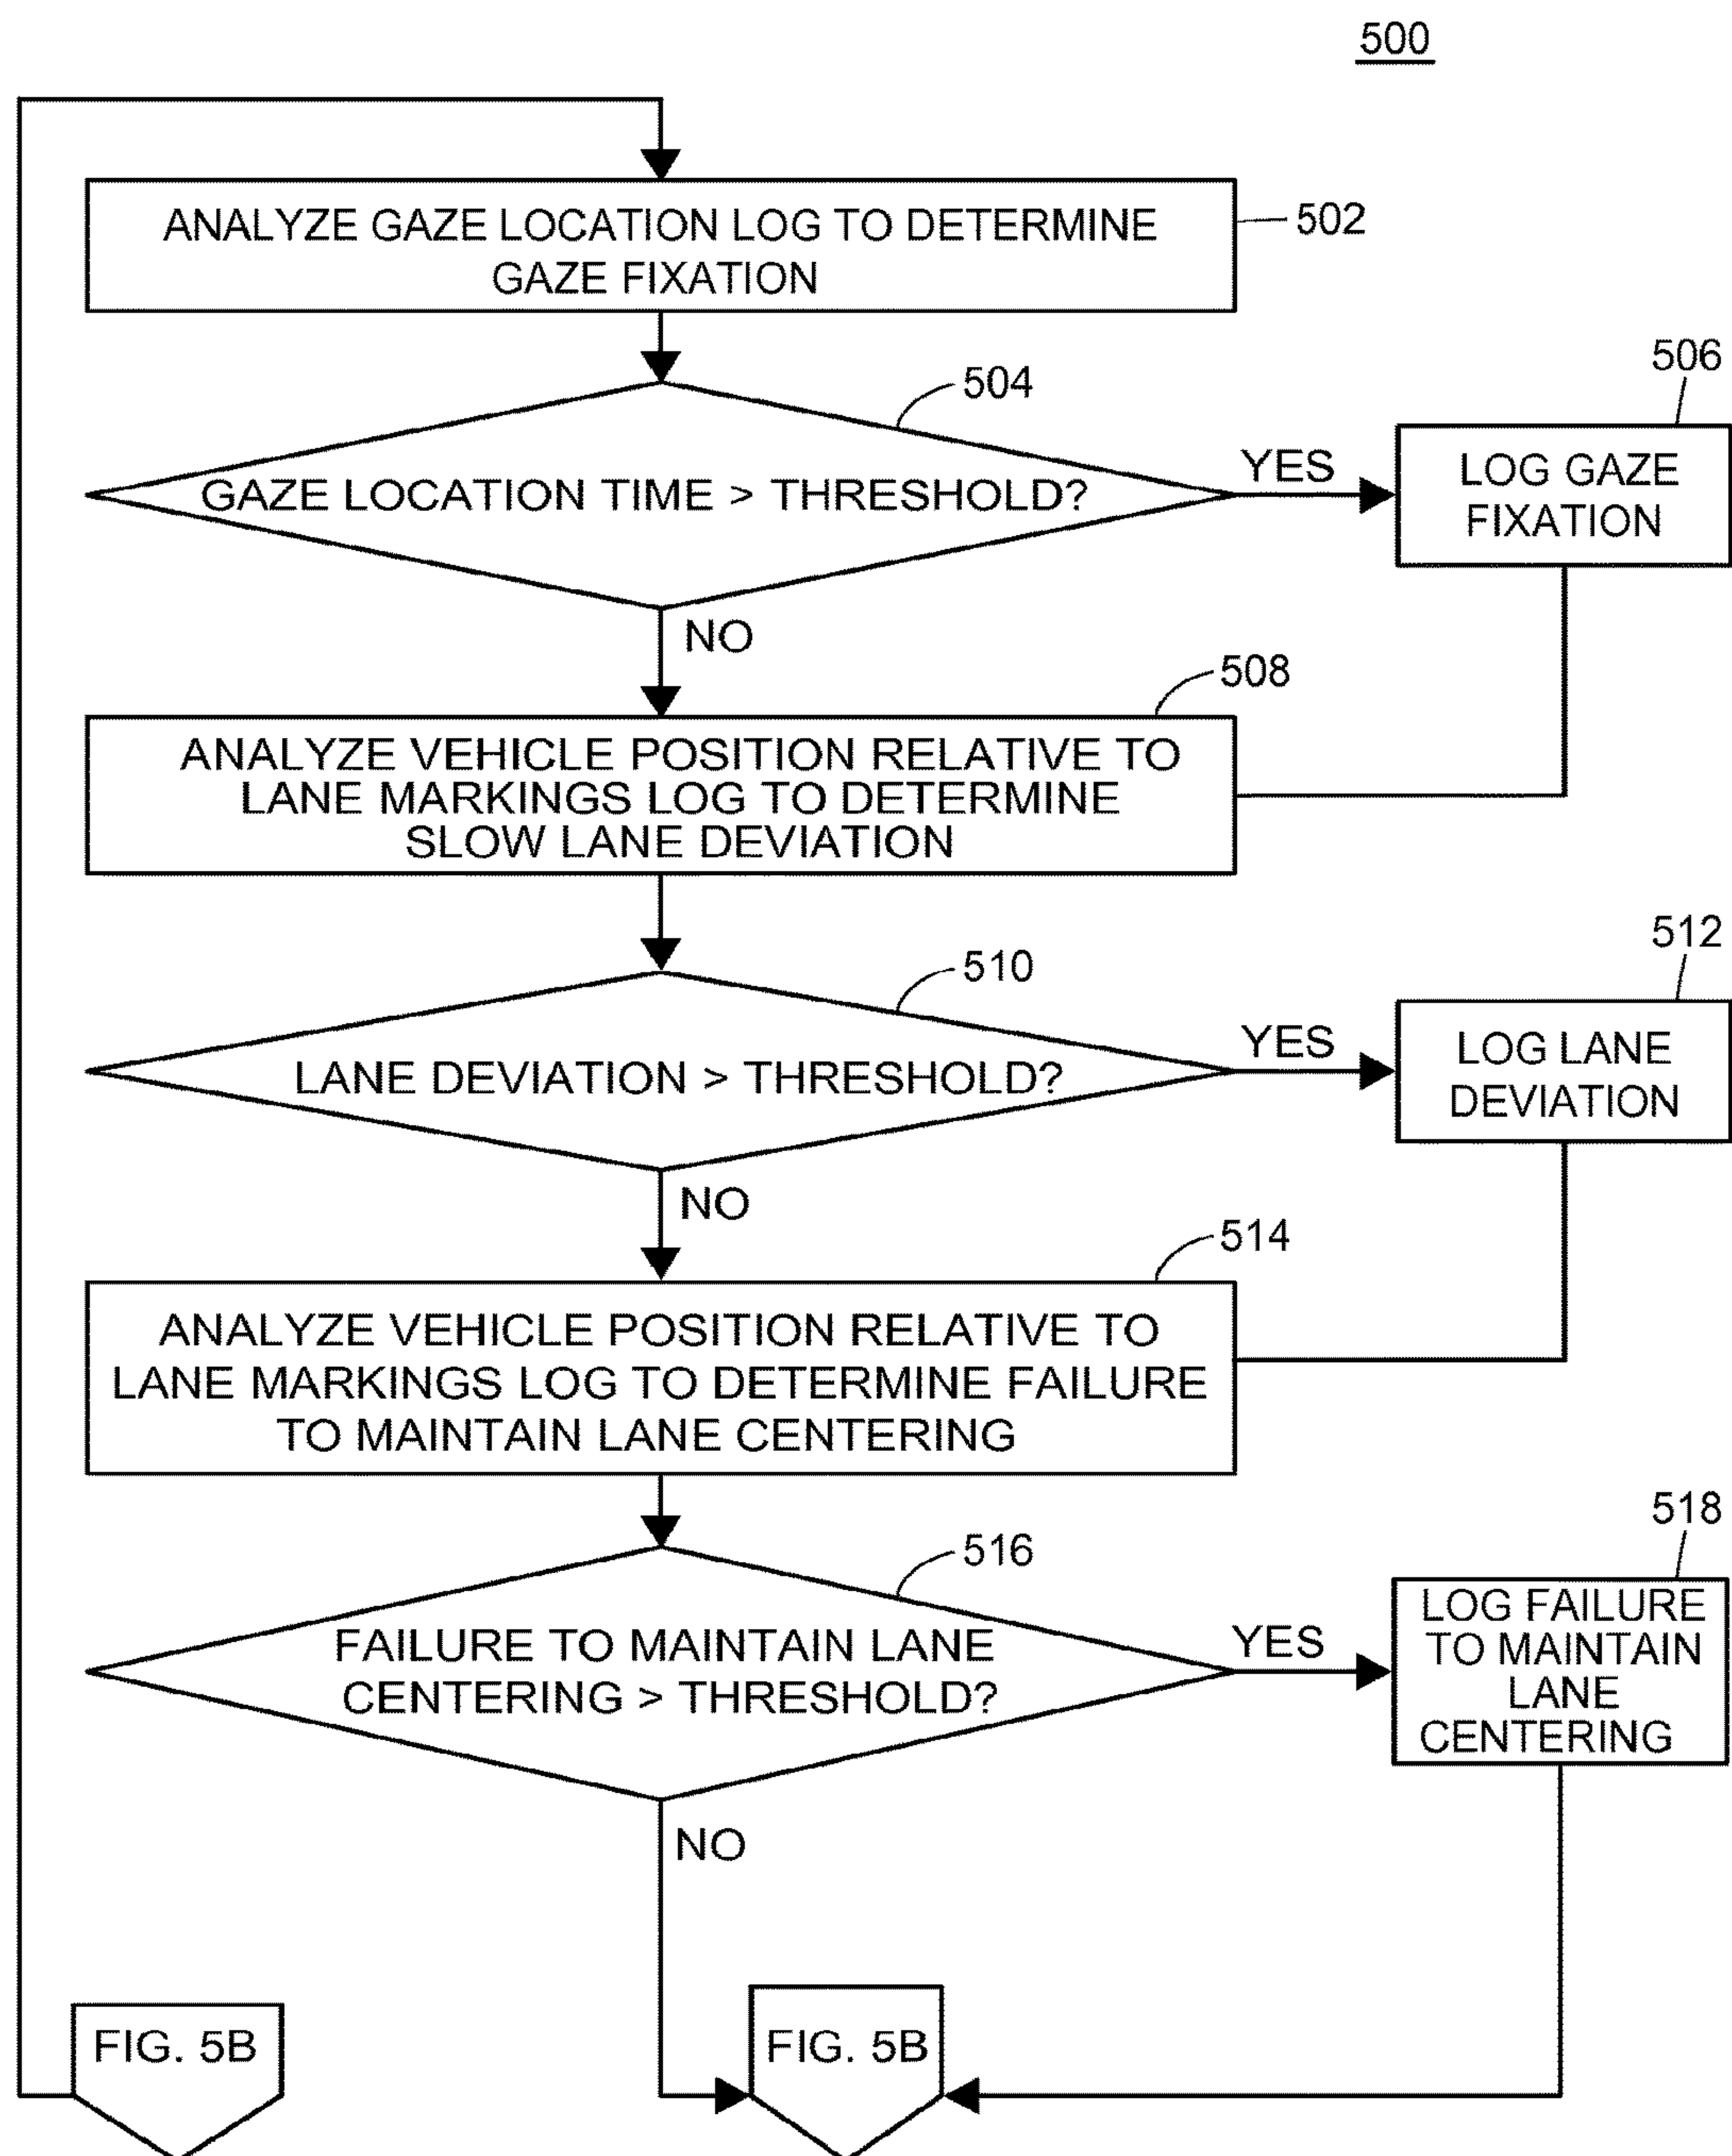 500
ANALYZE GAZE LOCATION LOG TO DETERMINE
GAZE FIXATION
502
504
GAZE LOCATION TIME > THRESHOLD?
YES
506
LOG GAZE
FIXATION
NO
508
ANALYZE VEHICLE POSITION RELATIVE TO
LANE MARKINGS LOG TO DETERMINE
SLOW LANE DEVIATION
510
LANE DEVIATION > THRESHOLD?
YES
512
LOG LANE
DEVIATION
NO
514
ANALYZE VEHICLE POSITION RELATIVE TO
LANE MARKINGS LOG TO DETERMINE FAILURE
TO MAINTAIN LANE CENTERING
516
FAILURE TO MAINTAIN LANE
CENTERING > THRESHOLD?
YES
518
LOG FAILURE
TO MAINTAIN
LANE
CENTERING
NO
FIG. 5B
FIG. 5B